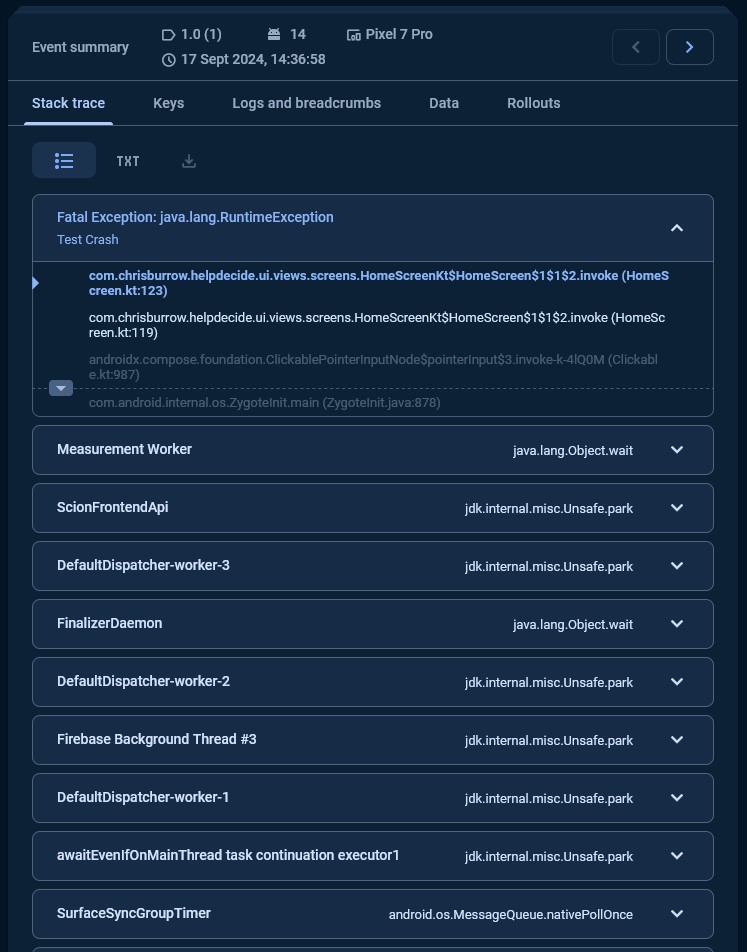 Event summary
1.0 (1) 14 Pixel 7 Pro
17 Sept 2024, 14:36:58
Stack trace Keys Logs and breadcrumbs Data Rollouts
TXT
Fatal Exception: java.lang.RuntimeException
Test Crash
com.chrisburrow.helpdecide.ui.views.screens.HomeScreenKt$HomeScreen$1$1$2.invoke (HomeS
creen.kt:123)
com.chrisburrow.helpdecide.ui.views.screens.HomeScreenKt$HomeScreen$1$1$2.invoke (HomeSc
reen.kt:119)
androidx.compose.foundation.ClickablePointerInputNode$pointerInput$3.invoke-k-4lQ0M (Clickabl
e.kt:987)
com.android.internal.os.ZygoteInit.main (ZygoteInit.java:878)
Measurement Worker java.lang.Object.wait
ScionFrontendApi jdk.internal.misc.Unsafe.park
DefaultDispatcher-worker-3 jdk.internal.misc.Unsafe.park
FinalizerDaemon java.lang.Object.wait
DefaultDispatcher-worker-2 jdk.internal.misc.Unsafe.park
Firebase Background Thread #3 jdk.internal.misc.Unsafe.park
DefaultDispatcher-worker-1 jdk.internal.misc.Unsafe.park
awaitEvenIfOnMainThread task continuation executor1 jdk.internal.misc.Unsafe.park
SurfaceSyncGroupTimer android.os.MessageQueue.nativePollOnce